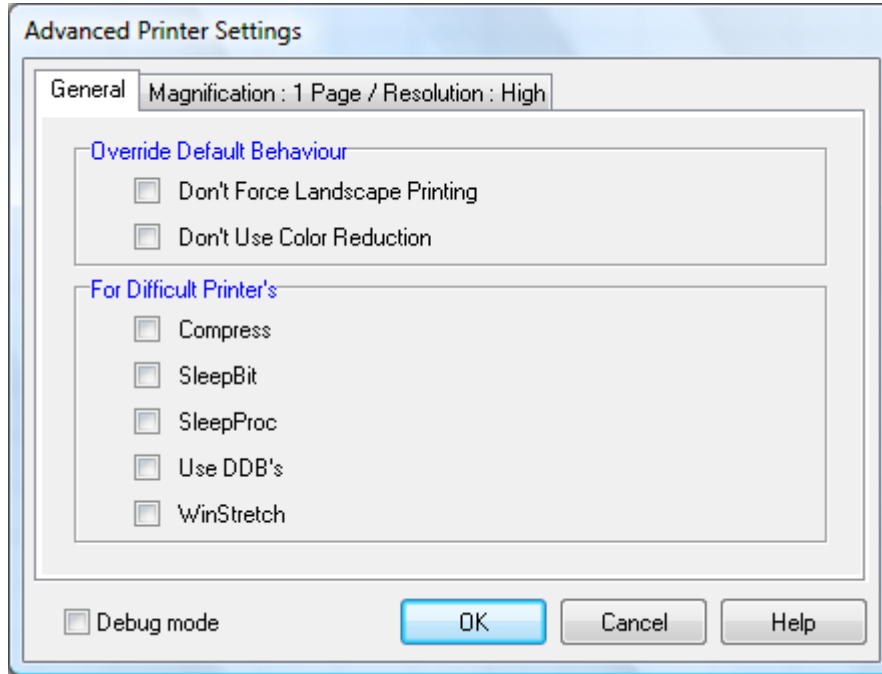 Advanced Printer Settings
General
Magnification : 1 Page / Resolution : High
Override Default Behaviour
Don't Force Landscape Printing
Don't Use Color Reduction
For Difficult Printer's
Compress
SleepBit
SleepProc
Use DDB's
WinStretch
Debug mode
OK
Cancel
Help